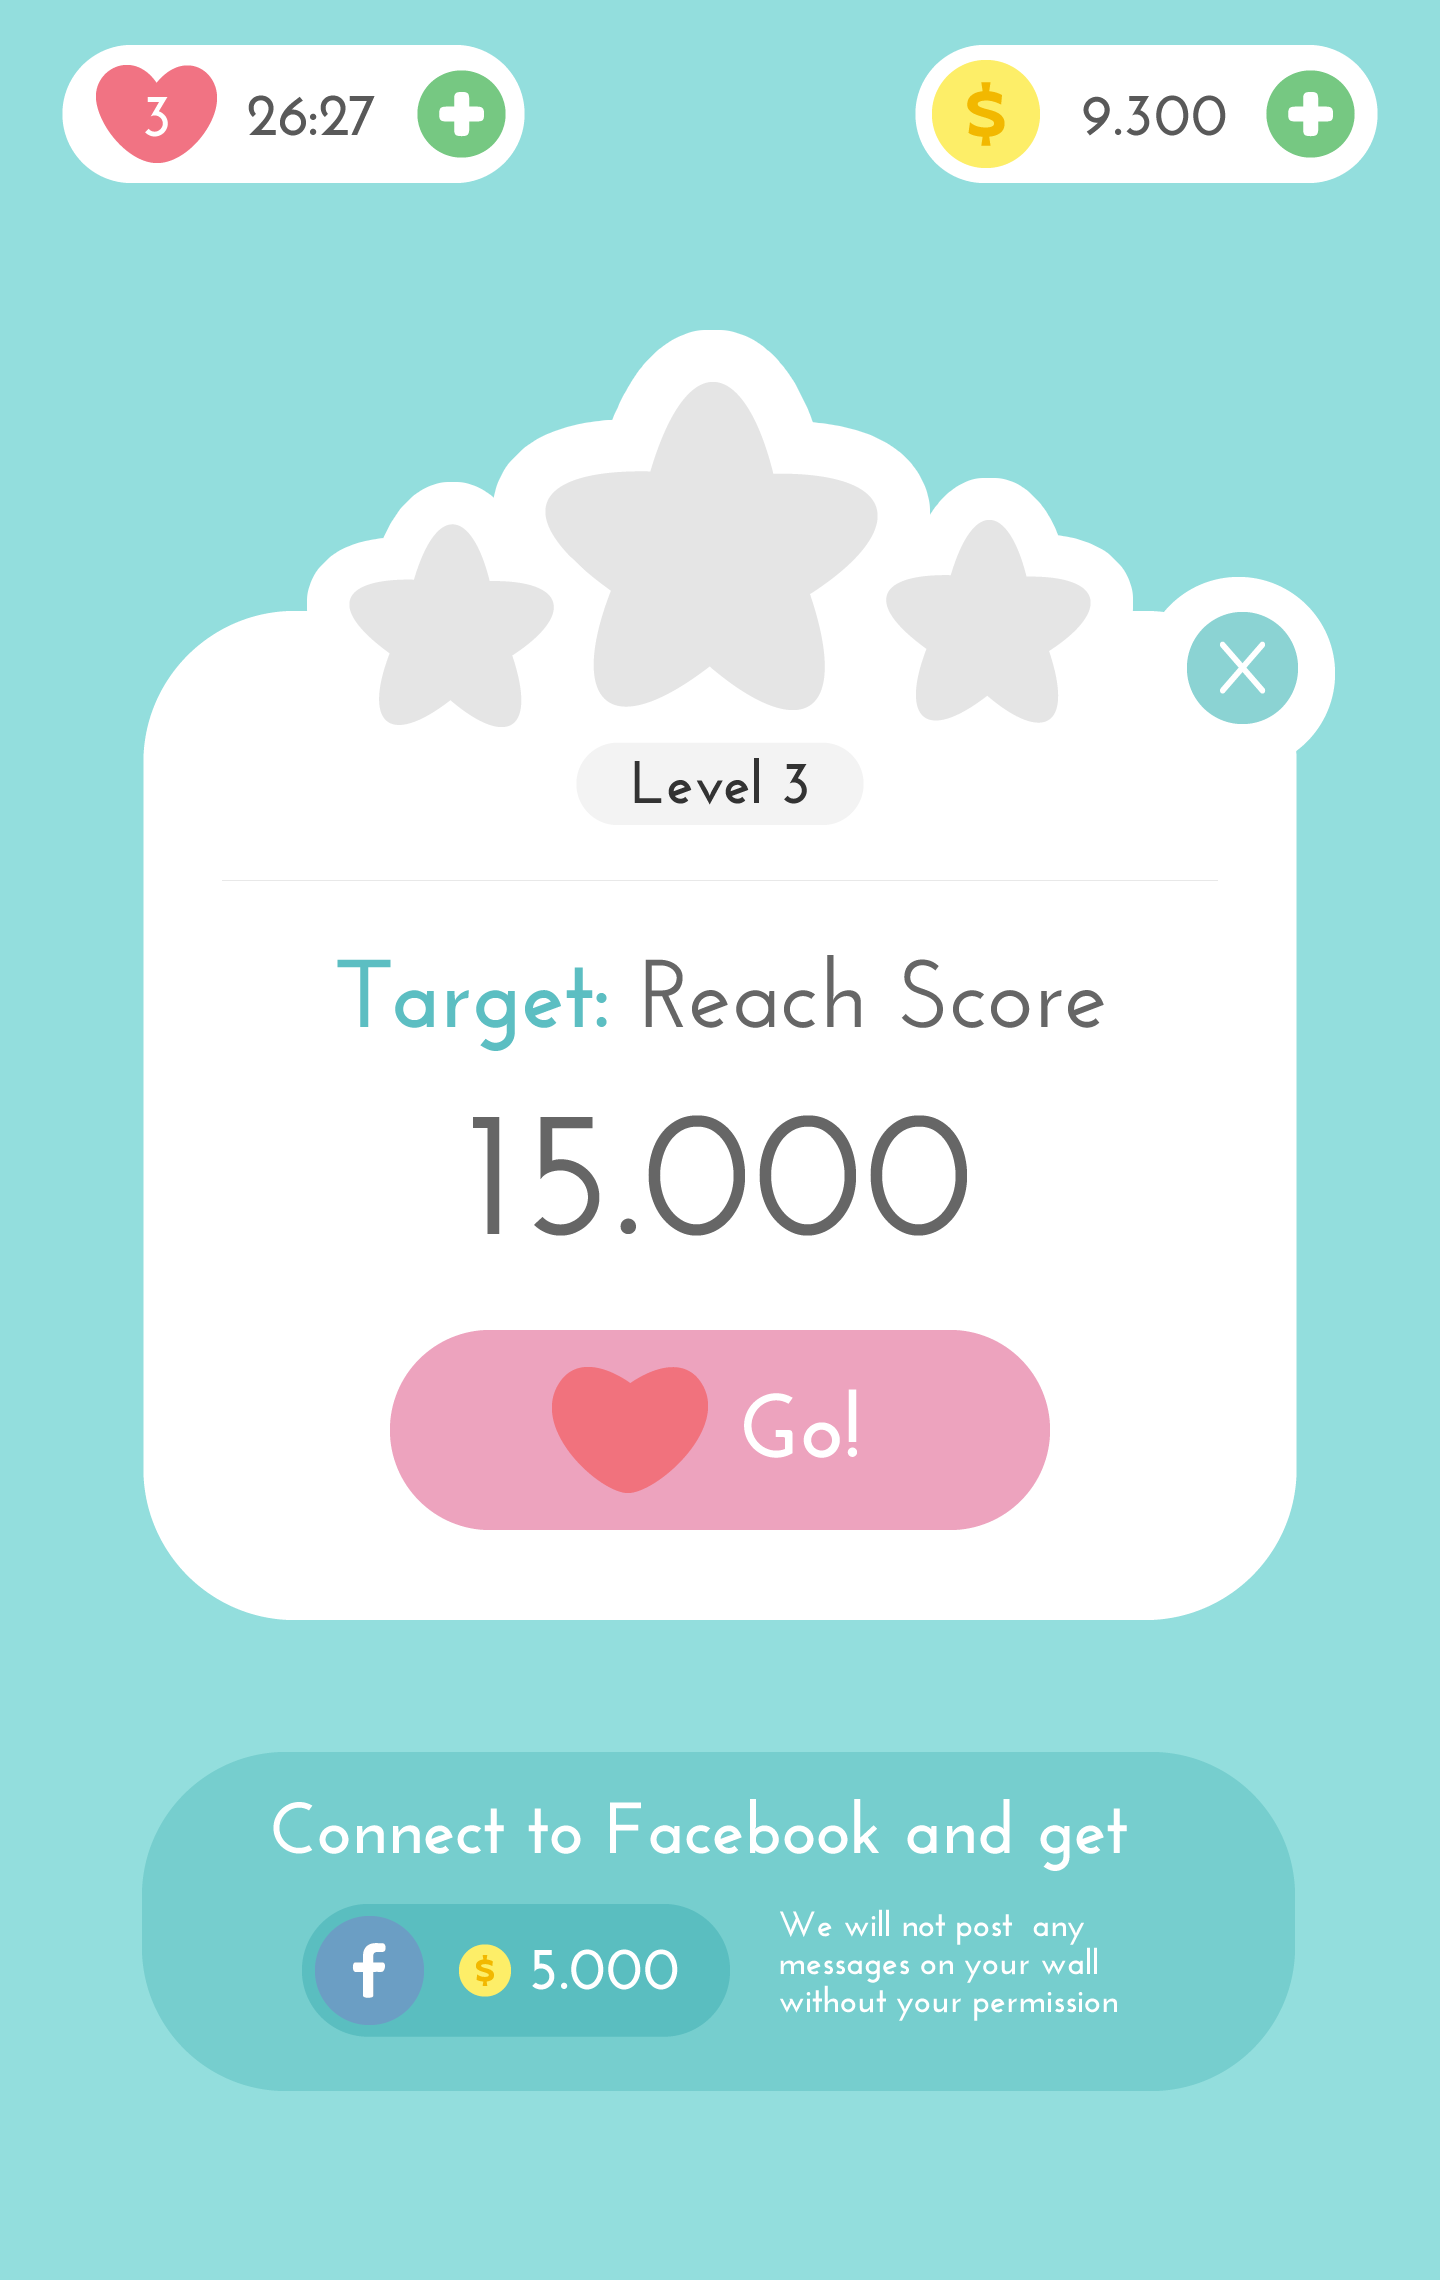 3 26:27
$ 9.300
Level 3
Target: Reach Score
15.000
Go!
Connect to Facebook and get
f $ 5.000
We will not post any
messages on your wall
without your permission